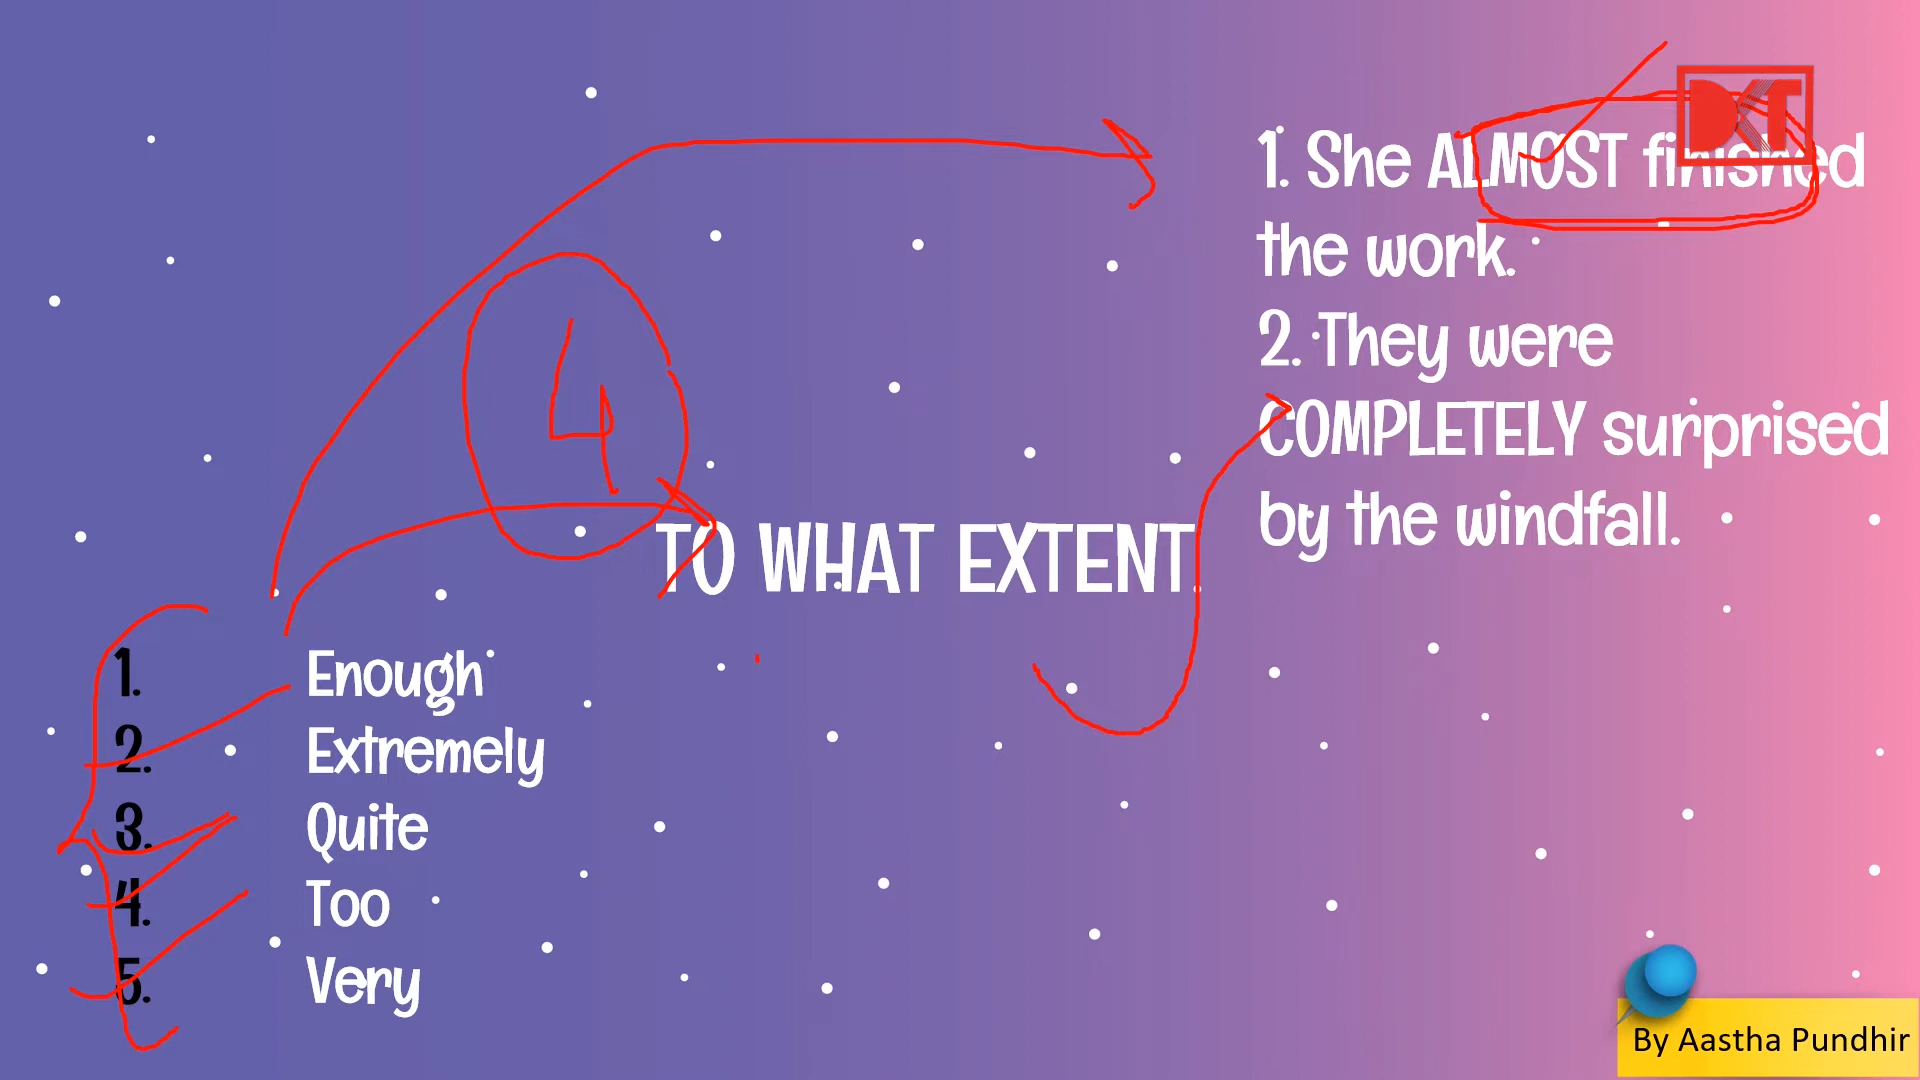 1. She ALMOST finished
the work.
2. They were
COMPLETELY surprised
by the windfall.
4
TO WHAT EXTENT.
1. Enough
2. Extremely
3. Quite
4. Too
5. Very
DKT
By Aastha Pundhir